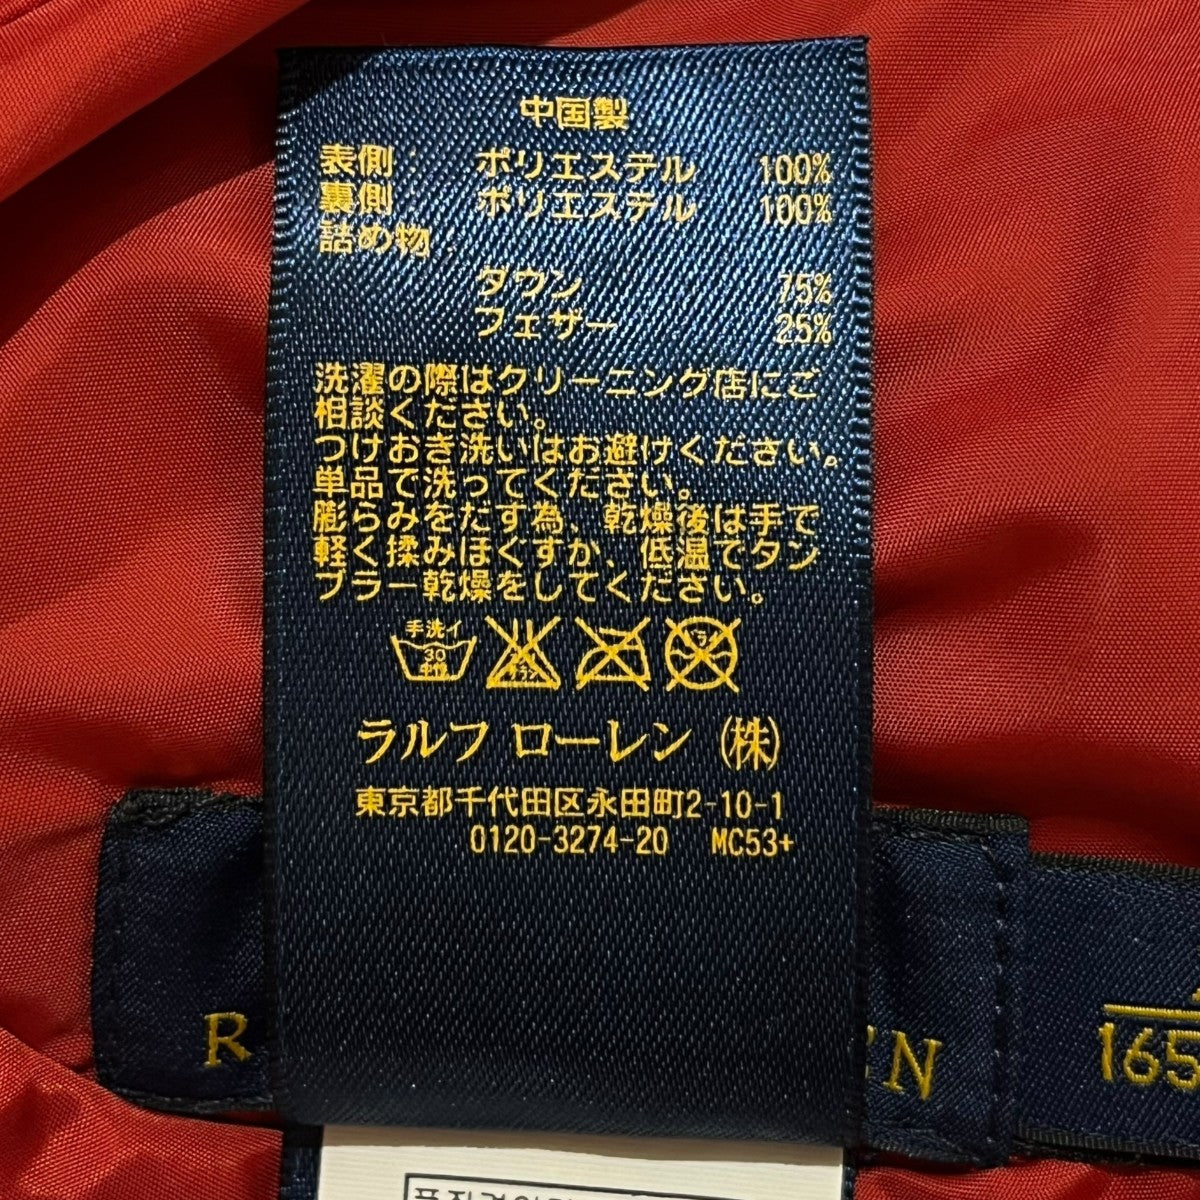 中国製
表側: ポリエステル 100%
裏側: ポリエステル 100%
詰め物:
ダウン 75%
フェザー 25%
洗濯の際はクリーニング店にご
相談ください。
つけおき洗いはお避けください。
単品で洗ってください。
膨らみをだす為、乾燥後は手で
軽く揉みほぐすか、低温でタン
ブラー乾燥をしてください。
手洗イ
30
中性
ラルフ ローレン (株)
東京都千代田区永田町2-10-1
0120-3274-20 MC53+
R
'N
165